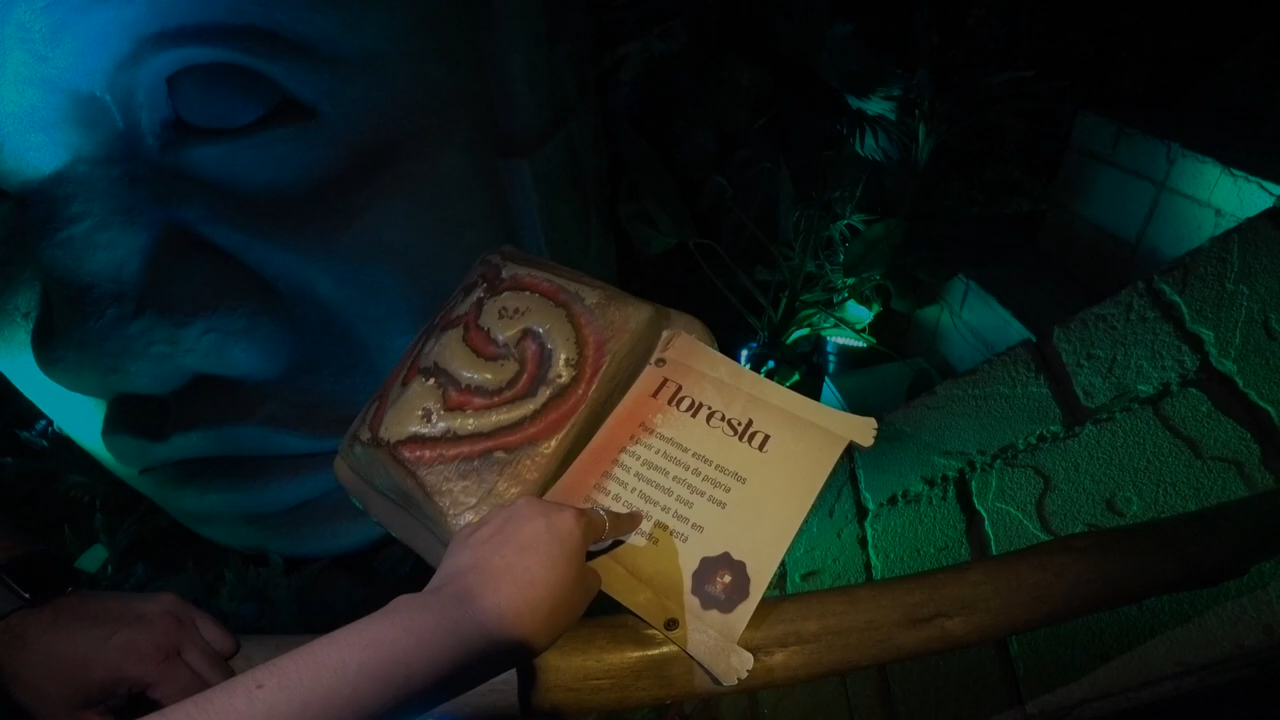 Floresta
Para confirmar estes escritos
e ouvir a história da própria
pedra gigante, esfregue suas
mãos, aquecendo suas
palmas, e toque-as bem em
cima do coração que está
pedra.